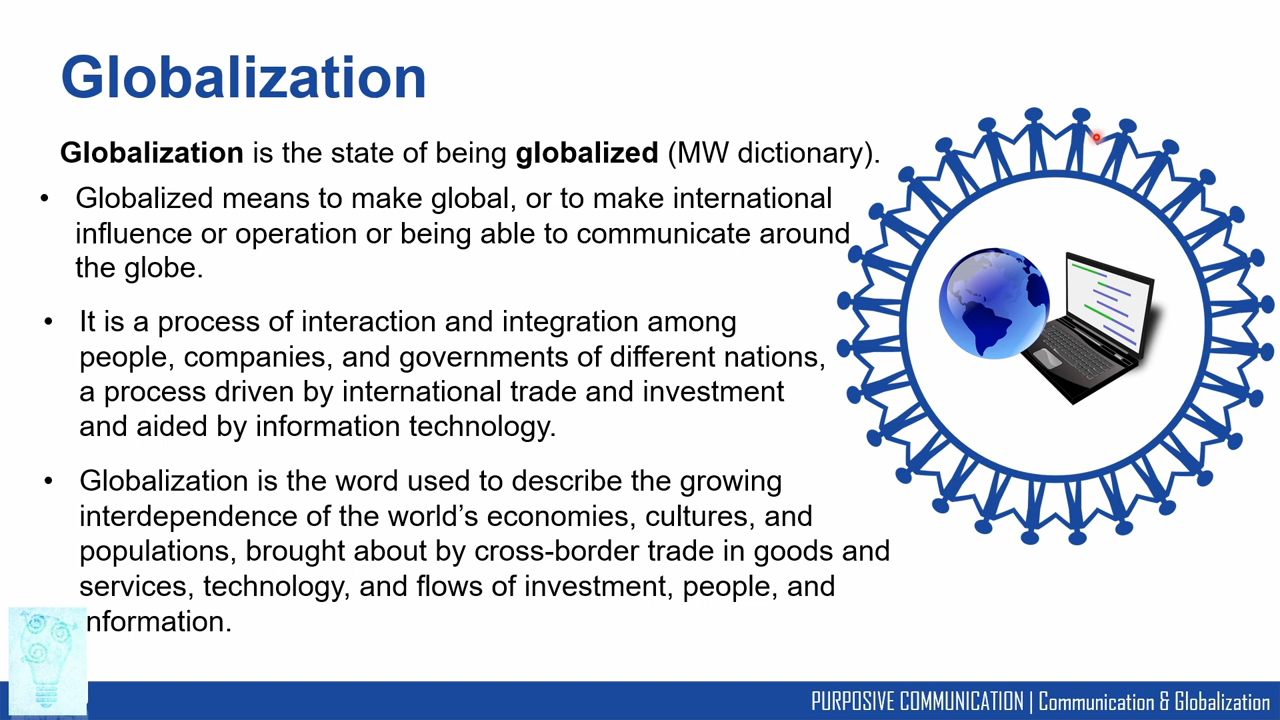 Globalization
Globalization is the state of being globalized (MW dictionary).
• Globalized means to make global, or to make international
influence or operation or being able to communicate around
the globe.
• It is a process of interaction and integration among
people, companies, and governments of different nations,
a process driven by international trade and investment
and aided by information technology.
• Globalization is the word used to describe the growing
interdependence of the world's economies, cultures, and
populations, brought about by cross-border trade in goods and
services, technology, and flows of investment, people, and
information.
PURPOSIVE COMMUNICATION | Communication & Globalization